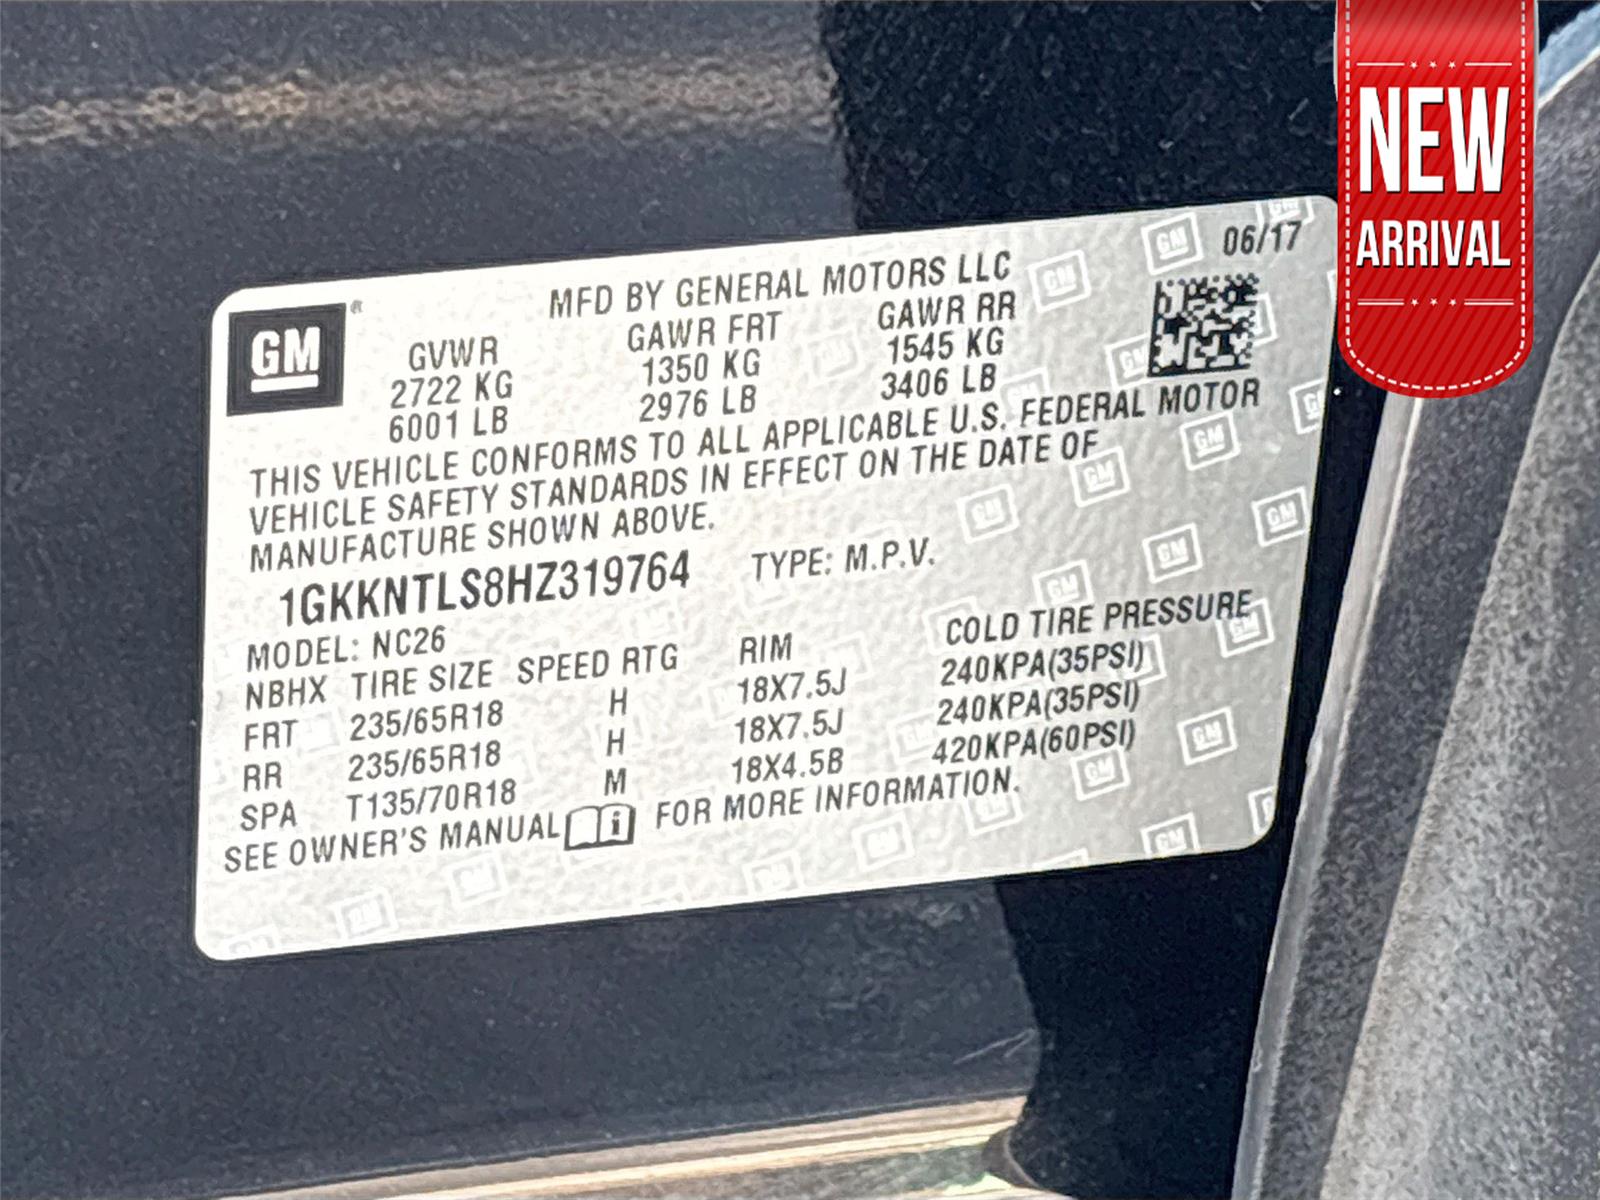 NEW
ARRIVAL
06/17
GM®
MFD BY GENERAL MOTORS LLC
GVWR GAWR FRT GAWR RR
2722 KG 1350 KG 1545 KG
6001 LB 2976 LB 3406 LB
THIS VEHICLE CONFORMS TO ALL APPLICABLE U.S. FEDERAL MOTOR
VEHICLE SAFETY STANDARDS IN EFFECT ON THE DATE OF
MANUFACTURE SHOWN ABOVE.
1GKKNTLS8HZ319764 TYPE: M.P.V.
MODEL: NC26
NBHX TIRE SIZE SPEED RTG RIM COLD TIRE PRESSURE
FRT 235/65R18 H 18X7.5J 240KPA(35PSI)
RR 235/65R18 H 18X7.5J 240KPA(35PSI)
SPA T135/70R18 M 18X4.5B 420KPA(60PSI)
SEE OWNER'S MANUAL i FOR MORE INFORMATION.